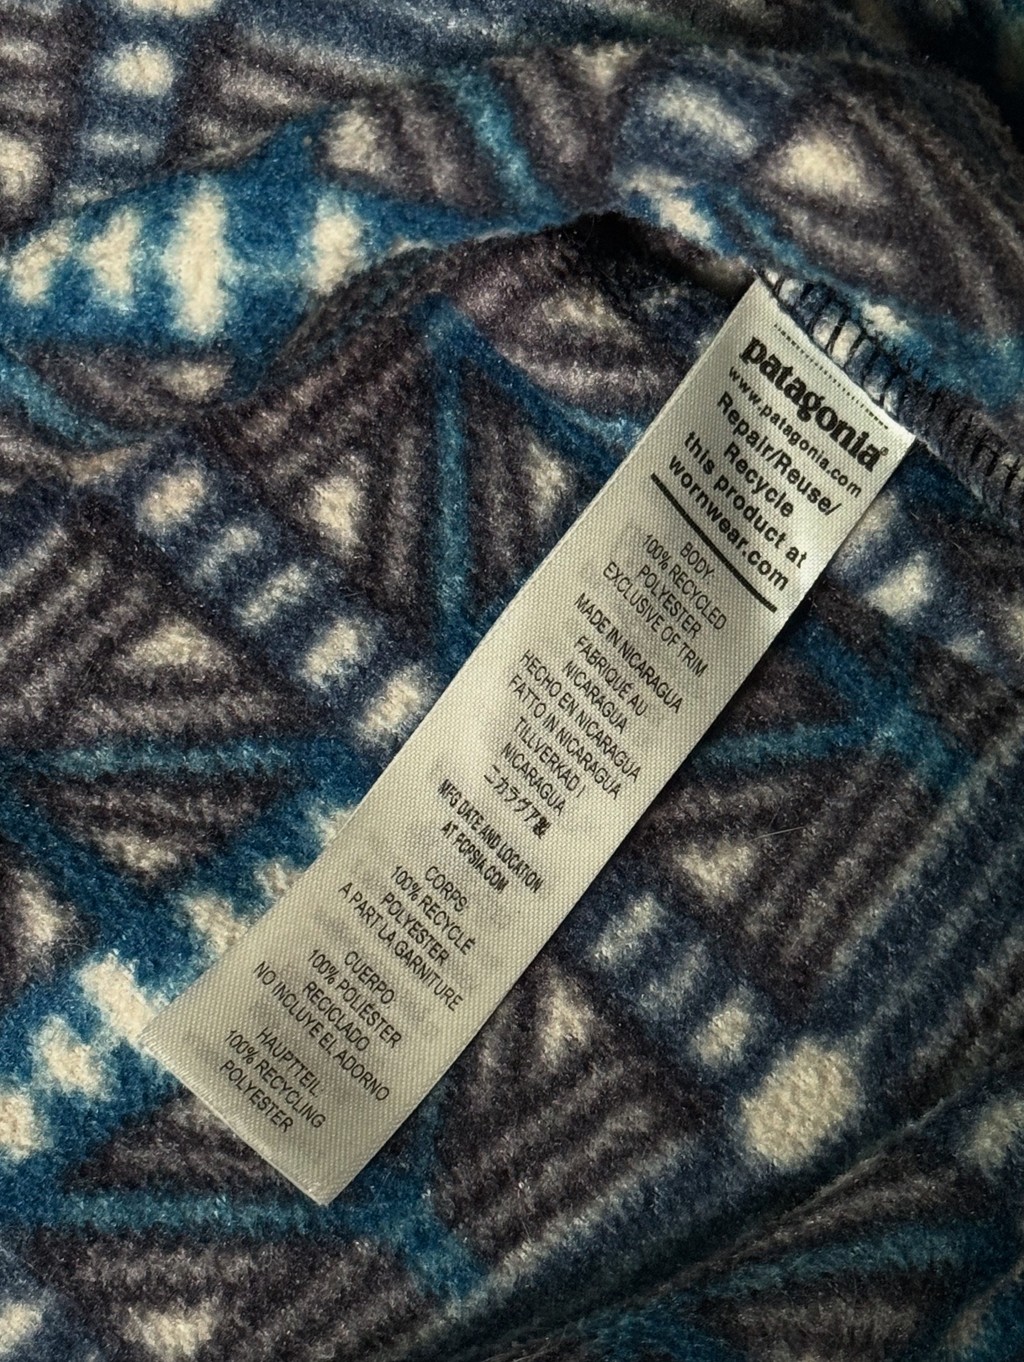 patagonia®
www.patagonia.com
Repair/Reuse/
Recycle
this product at
wornwear.com
BODY:
100% RECYCLED
POLYESTER
EXCLUSIVE OF TRIM
MADE IN NICARAGUA
FABRIQUÉ AU
NICARAGUA
HECHO EN NICARAGUA
FATTO IN NICARAGUA
TILLVERKAD I
NICARAGUA
ニカラグア製
MFG DATE AND LOCATION
AT FCPSIA.COM
CORPS:
100% RECYCLÉ
POLYESTER
A PART LA GARNITURE
CUERPO:
100% POLIÉSTER
RECICLADO
NO INCLUYE EL ADORNO
HAUPTTEIL:
100% RECYCLING
POLYESTER